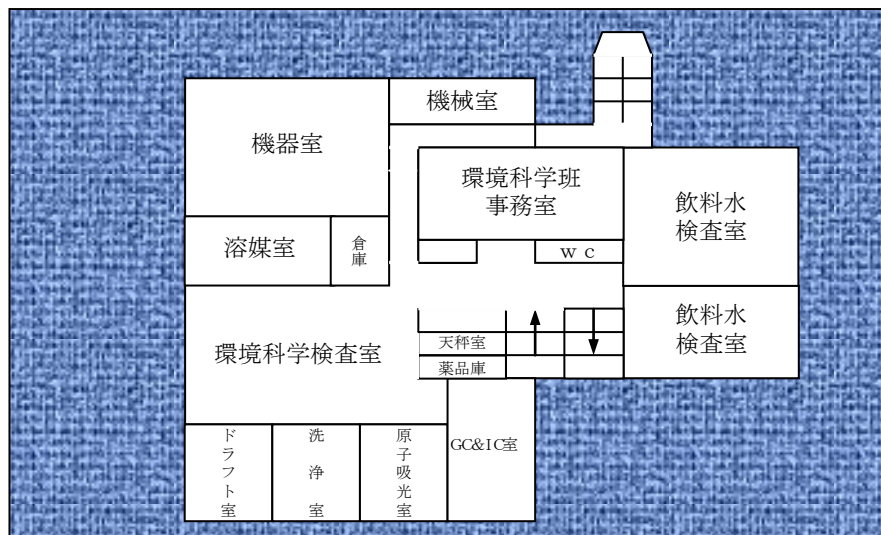 機械室
機器室
環境科学班
事務室
飲料水
検査室
溶媒室
倉庫
ｗｃ
飲料水
検査室
環境科学検査室
天秤室
薬品庫
ドラフト室
洗浄室
原子吸光室
GC&IC室